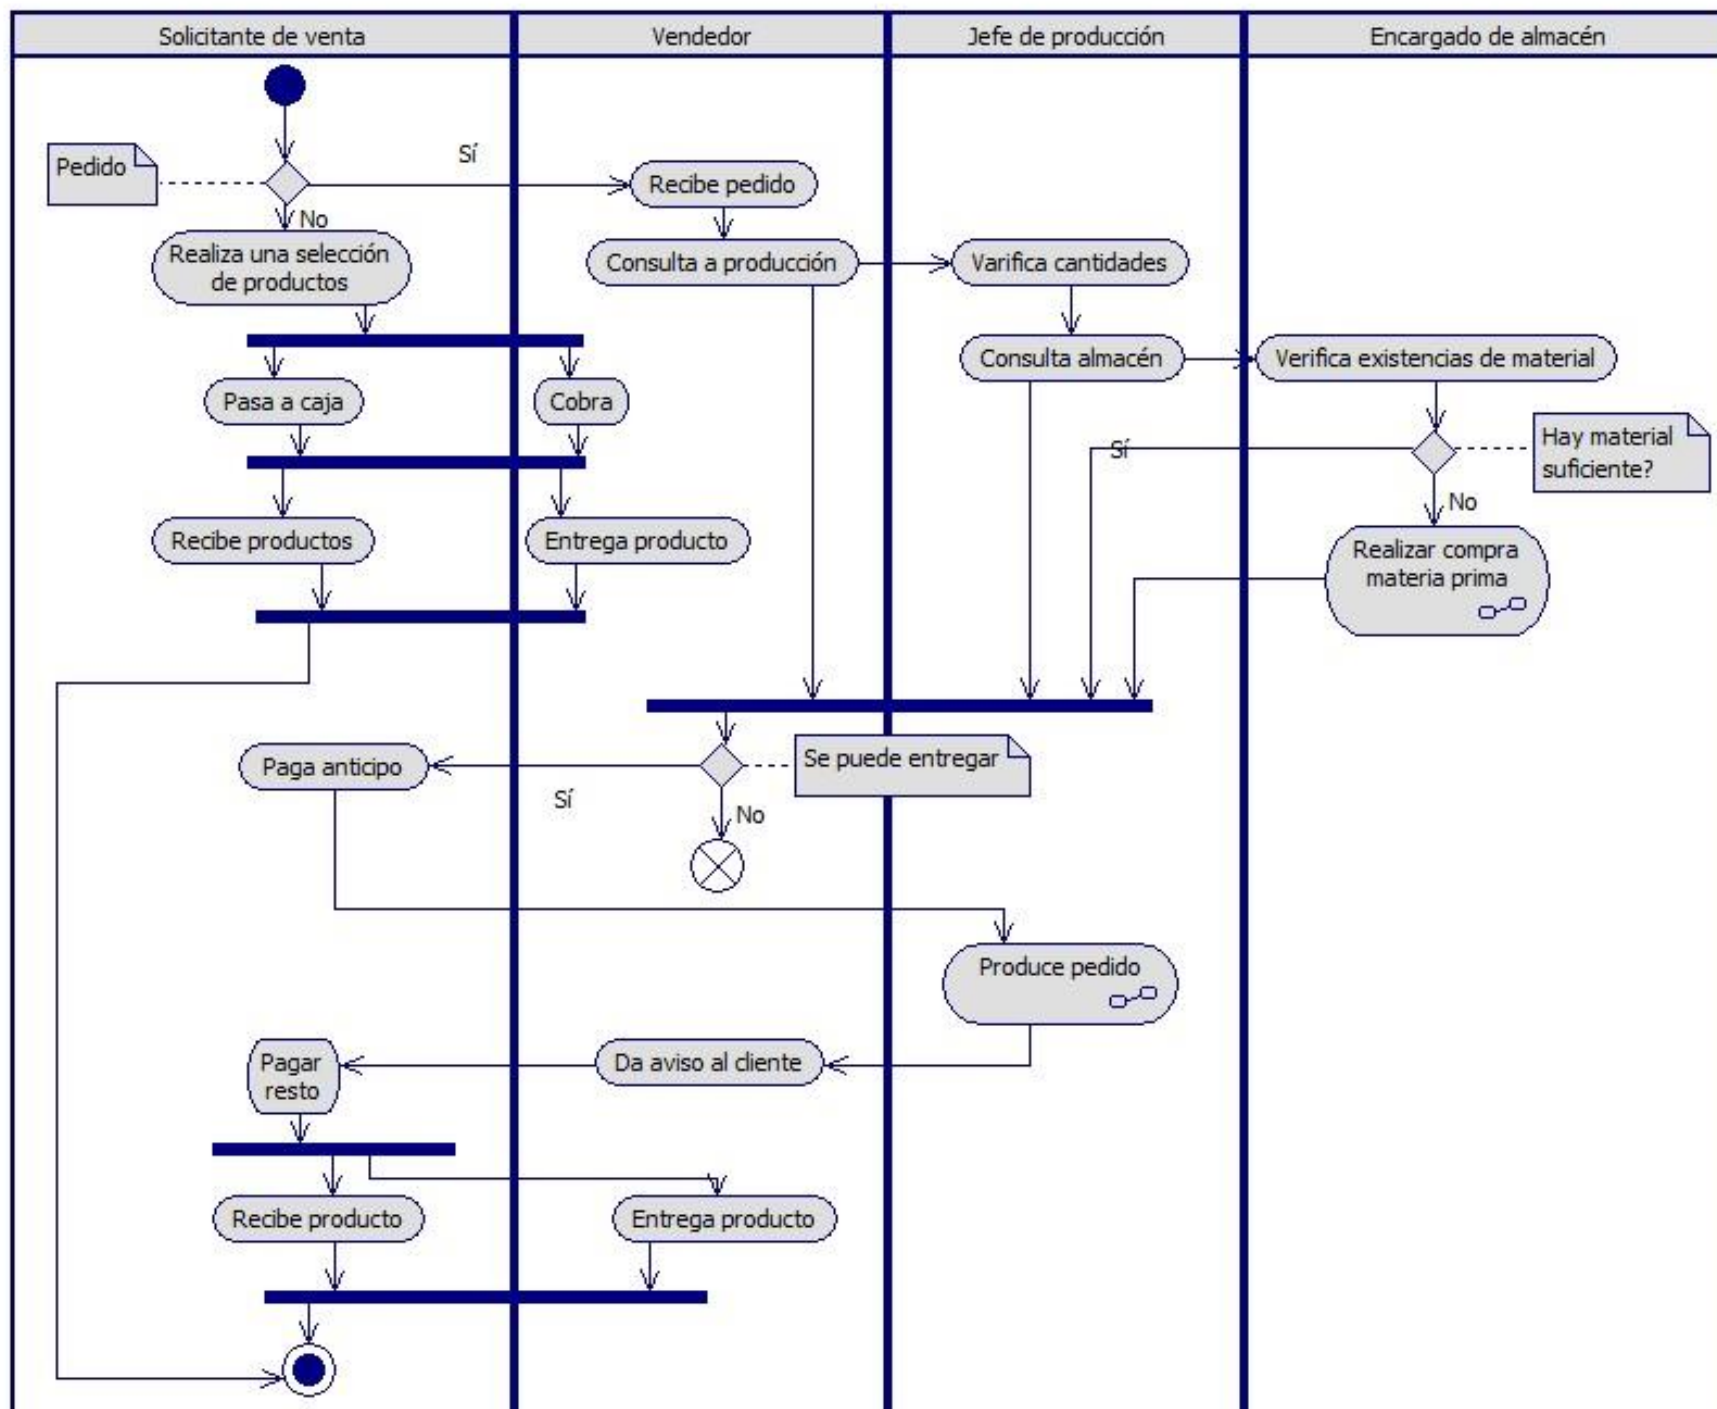 Solicitante de venta
Vendedor
Jefe de producción
Encargado de almacén
Pedido
Sí
No
Recibe pedido
Realiza una selección
de productos
Consulta a producción
Varifica cantidades
Consulta almacén
Verifica existencias de material
Pasa a caja
Cobra
Sí
Hay material
suficiente?
No
Recibe productos
Entrega producto
Realizar compra
materia prima
Paga anticipo
Sí
Se puede entregar
No
Produce pedido
Da aviso al cliente
Pagar
resto
Recibe producto
Entrega producto